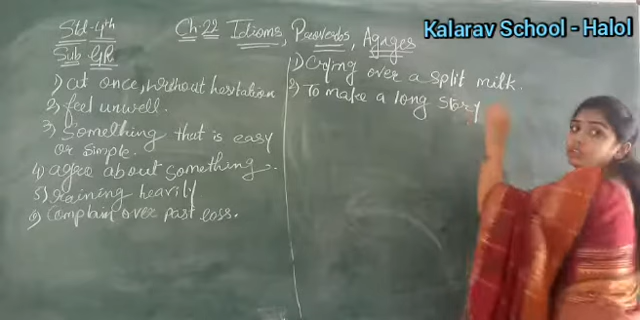 Std-4th
Ch-22 Idioms, Proverbs, Adages
Kalarav School - Halol
Sub GR
1) at once, without hesitation
2) feel unwell.
3) Something that is easy
or simple.
4) agree about something.
5) raining heavily
6) Complain over past loss.
1) Crying over a split milk.
2) To make a long story